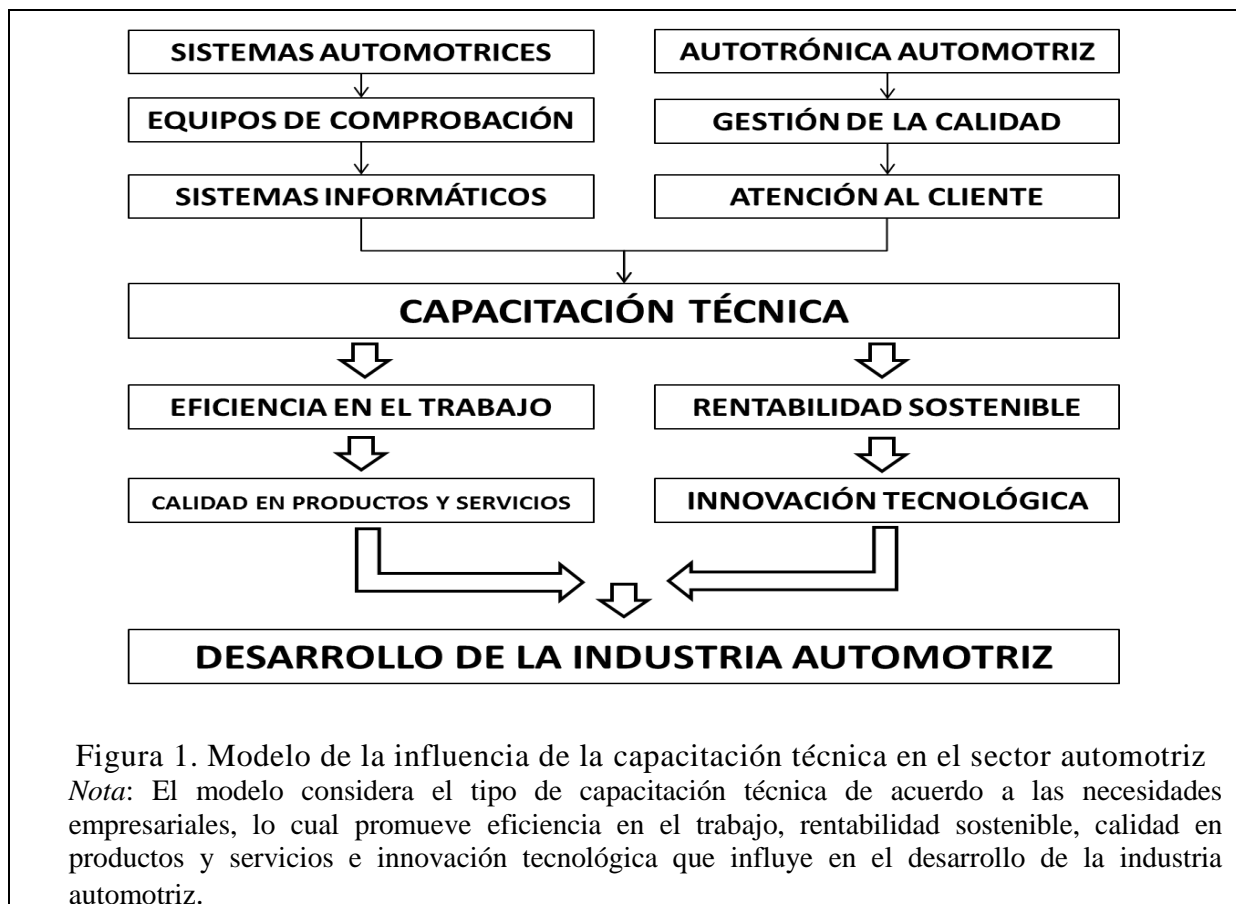 SISTEMAS AUTOMOTRICES
AUTOTRÓNICA AUTOMOTRIZ
EQUIPOS DE COMPROBACIÓN
GESTIÓN DE LA CALIDAD
SISTEMAS INFORMÁTICOS
ATENCIÓN AL CLIENTE
CAPACITACIÓN TÉCNICA
EFICIENCIA EN EL TRABAJO
RENTABILIDAD SOSTENIBLE
CALIDAD EN PRODUCTOS Y SERVICIOS
INNOVACIÓN TECNOLÓGICA
DESARROLLO DE LA INDUSTRIA AUTOMOTRIZ
Figura 1. Modelo de la influencia de la capacitación técnica en el sector automotriz
Nota: El modelo considera el tipo de capacitación técnica de acuerdo a las necesidades
empresariales, lo cual promueve eficiencia en el trabajo, rentabilidad sostenible, calidad en
productos y servicios e innovación tecnológica que influye en el desarrollo de la industria
automotriz.